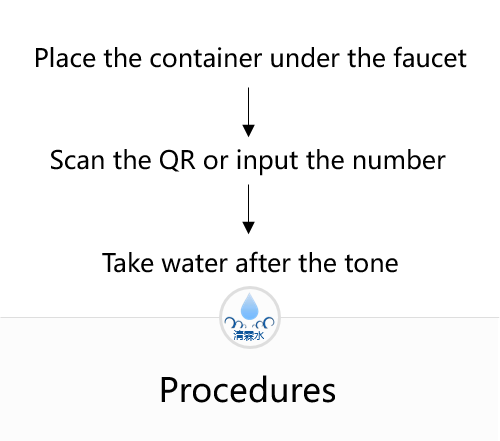 Place the container under the faucet
Scan the QR or input the number
Take water after the tone
清霖水
Procedures